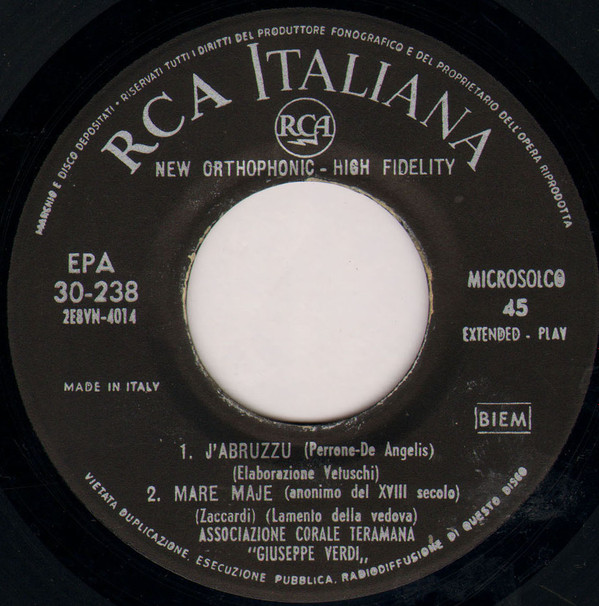 MARCHIO E DISCO DEPOSITATI • RISERVATI TUTTI I DIRITTI DEL PRODUTTORE FONOGRAFICO E DEL PROPRIETARIO DELL'OPERA RIPRODOTTA
RCA ITALIANA
RCA
NEW ORTHOPHONIC - HIGH FIDELITY
EPA
30-238
2E8VN-4014
MICROSOLCO
45
EXTENDED - PLAY
MADE IN ITALY
BIEM
1. J'ABRUZZU (Perrone-De Angelis)
(Elaborazione Vetuschi)
2. MARE MAJE (anonimo del XVIII secolo)
(Zaccardi) (Lamento della vedova)
ASSOCIAZIONE CORALE TERAMANA
"GIUSEPPE VERDI,,
VIETATA DUPLICAZIONE, ESECUZIONE PUBBLICA, RADIODIFFUSIONE DI QUESTO DISCO